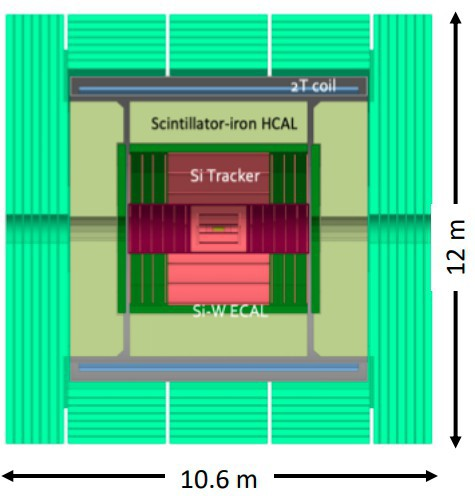 2T coil
Scintillator-iron HCAL
Si Tracker
Si-W ECAL
12 m
10.6 m